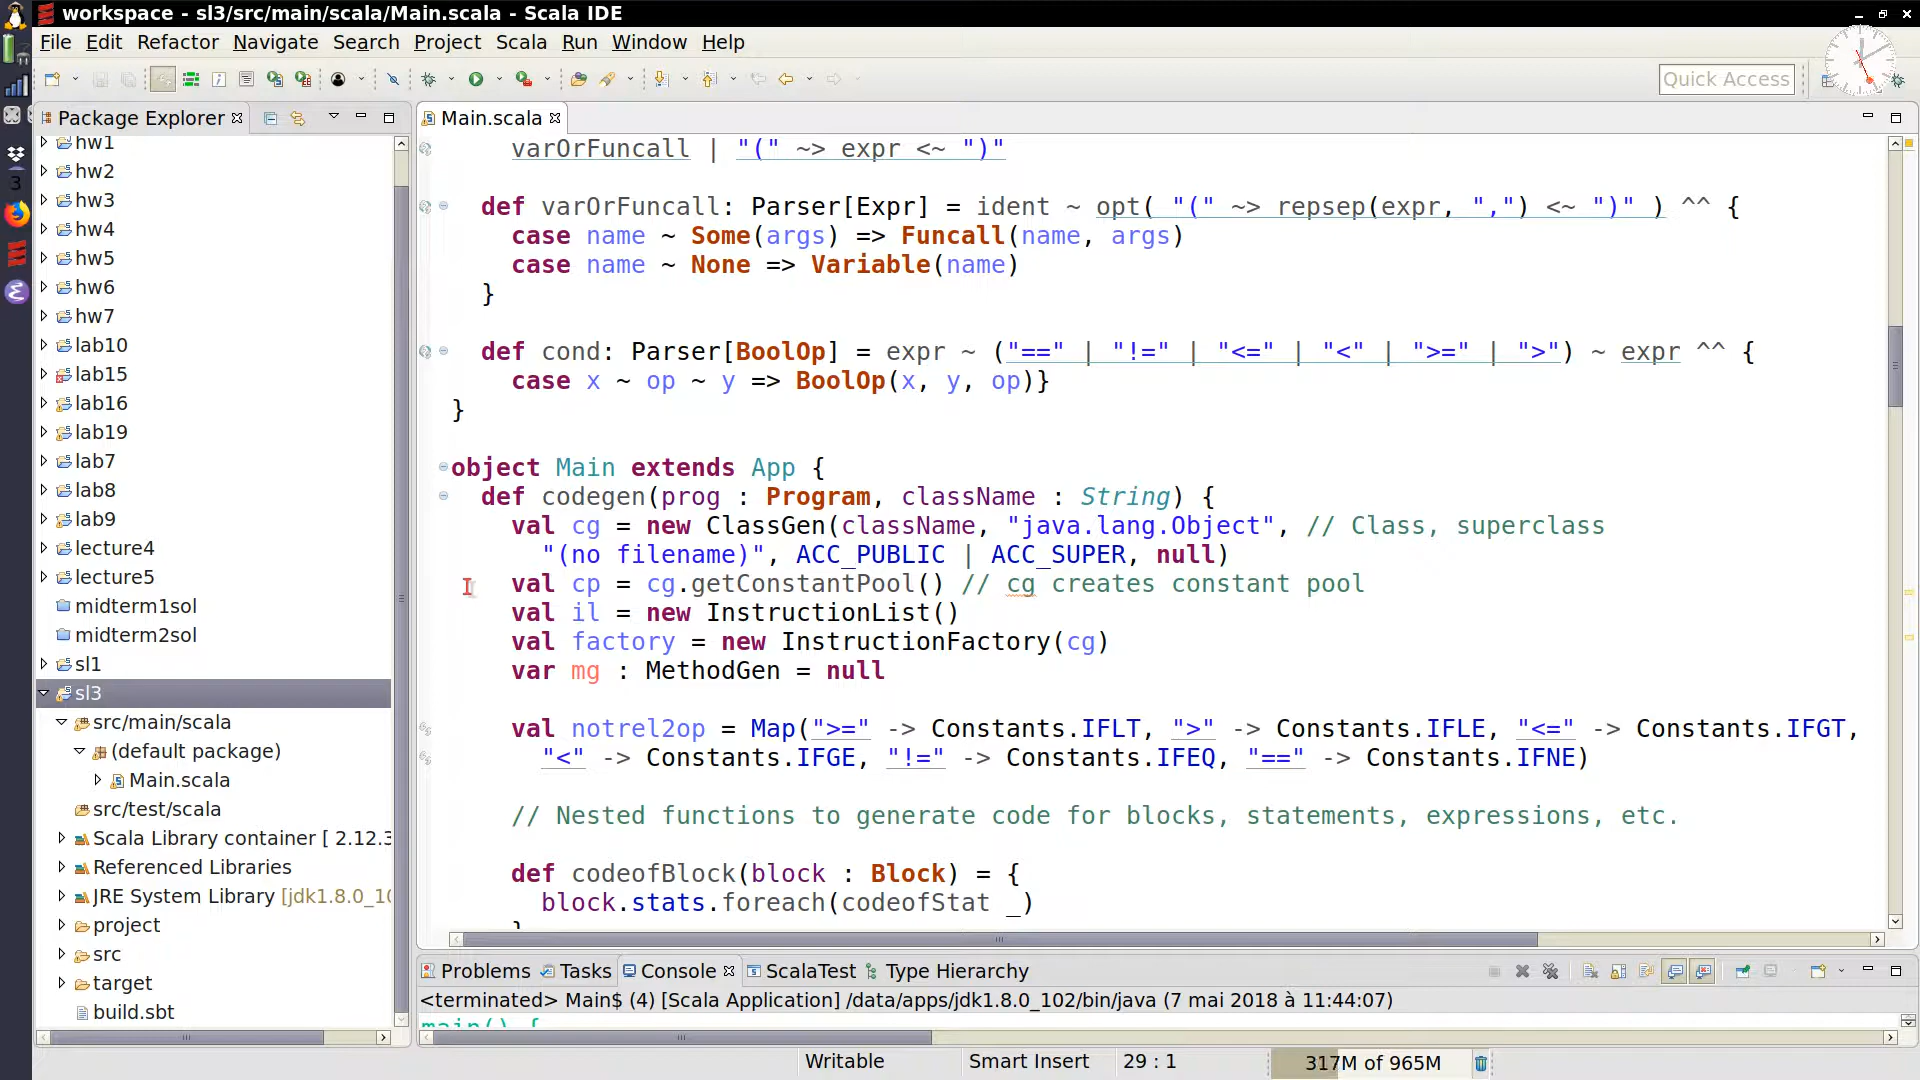 workspace - sl3/src/main/scala/Main.scala - Scala IDE
File Edit Refactor Navigate Search Project Scala Run Window Help
Quick Access
Package Explorer
hw1
hw2
hw3
hw4
hw5
hw6
hw7
lab10
lab15
lab16
lab19
lab7
lab8
lab9
lecture4
lecture5
midterm1sol
midterm2sol
sl1
sl3
src/main/scala
(default package)
Main.scala
src/test/scala
Scala Library container [ 2.12.3
Referenced Libraries
JRE System Library [jdk1.8.0_10
project
src
target
build.sbt
3
Main.scala
varOrFuncall | "(" ~> expr <~ ")"
def varOrFuncall: Parser[Expr] = ident ~ opt( "(" ~> repsep(expr, ",") <~ ")" ) ^^ {
case name ~ Some(args) => Funcall(name, args)
case name ~ None => Variable(name)
}
def cond: Parser[BoolOp] = expr ~ ("==" | "!=" | "<=" | "<" | ">=" | ">") ~ expr ^^ {
case x ~ op ~ y => BoolOp(x, y, op)}
}
object Main extends App {
def codegen(prog : Program, className : String) {
val cg = new ClassGen(className, "java.lang.Object", // Class, superclass
"(no filename)", ACC_PUBLIC | ACC_SUPER, null)
val cp = cg.getConstantPool() // cg creates constant pool
val il = new InstructionList()
val factory = new InstructionFactory(cg)
var mg : MethodGen = null
val notrel2op = Map(">=" -> Constants.IFLT, ">" -> Constants.IFLE, "<=" -> Constants.IFGT,
"<" -> Constants.IFGE, "!=" -> Constants.IFEQ, "==" -> Constants.IFNE)
// Nested functions to generate code for blocks, statements, expressions, etc.
def codeofBlock(block : Block) = {
block.stats.foreach(codeofStat _)
}
Problems Tasks Console ScalaTest Type Hierarchy
<terminated> Main$ (4) [Scala Application] /data/apps/jdk1.8.0_102/bin/java (7 mai 2018 à 11:44:07)
main() {
Writable Smart Insert 29 : 1 317M of 965M